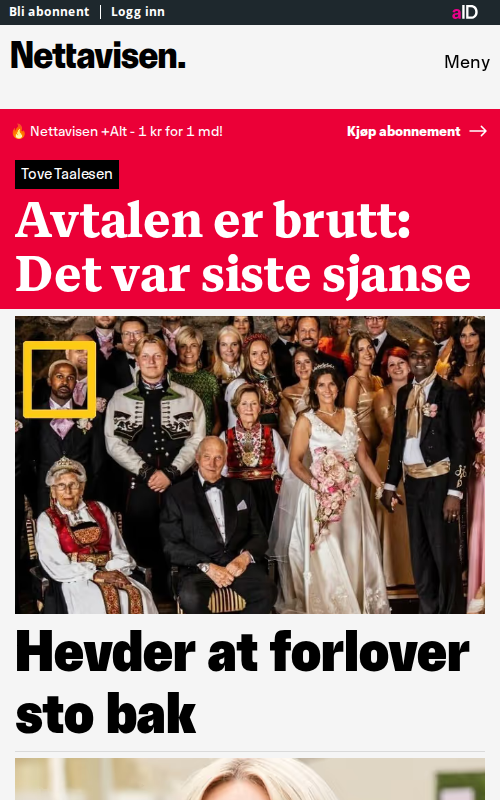 Bli abonnent
Logg inn
aID
Nettavisen.
Meny
Nettavisen +Alt - 1 kr for 1 md!
Kjøp abonnement
Tove Taalesen
Avtalen er brutt:
Det var siste sjanse
Hevder at forlover
sto bak